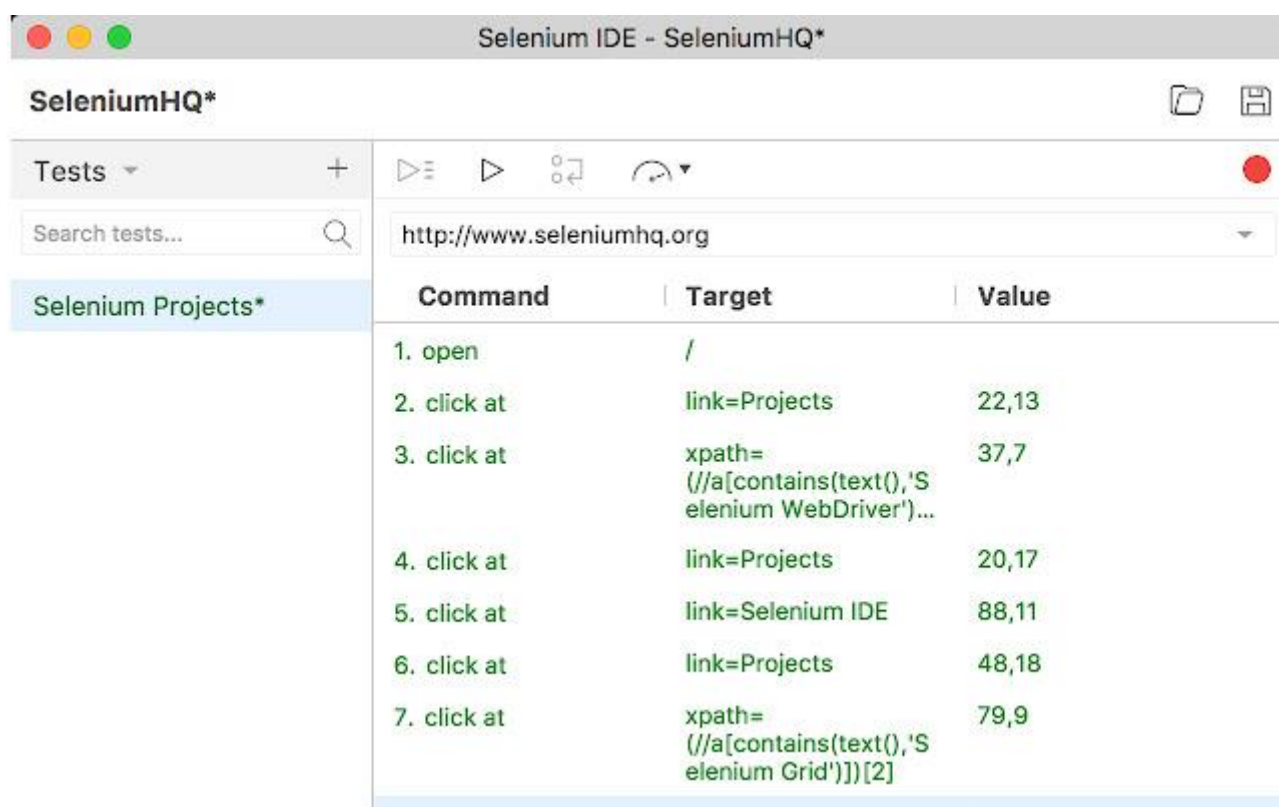 Selenium IDE - SeleniumHQ*
SeleniumHQ*
Tests
Search tests...
Selenium Projects*
http://www.seleniumhq.org
Command Target Value
1. open /
2. click at link=Projects 22,13
3. click at xpath= 37,7
(//a[contains(text(),'S
elenium WebDriver')...
4. click at link=Projects 20,17
5. click at link=Selenium IDE 88,11
6. click at link=Projects 48,18
7. click at xpath= 79,9
(//a[contains(text(),'S
elenium Grid')])[2]